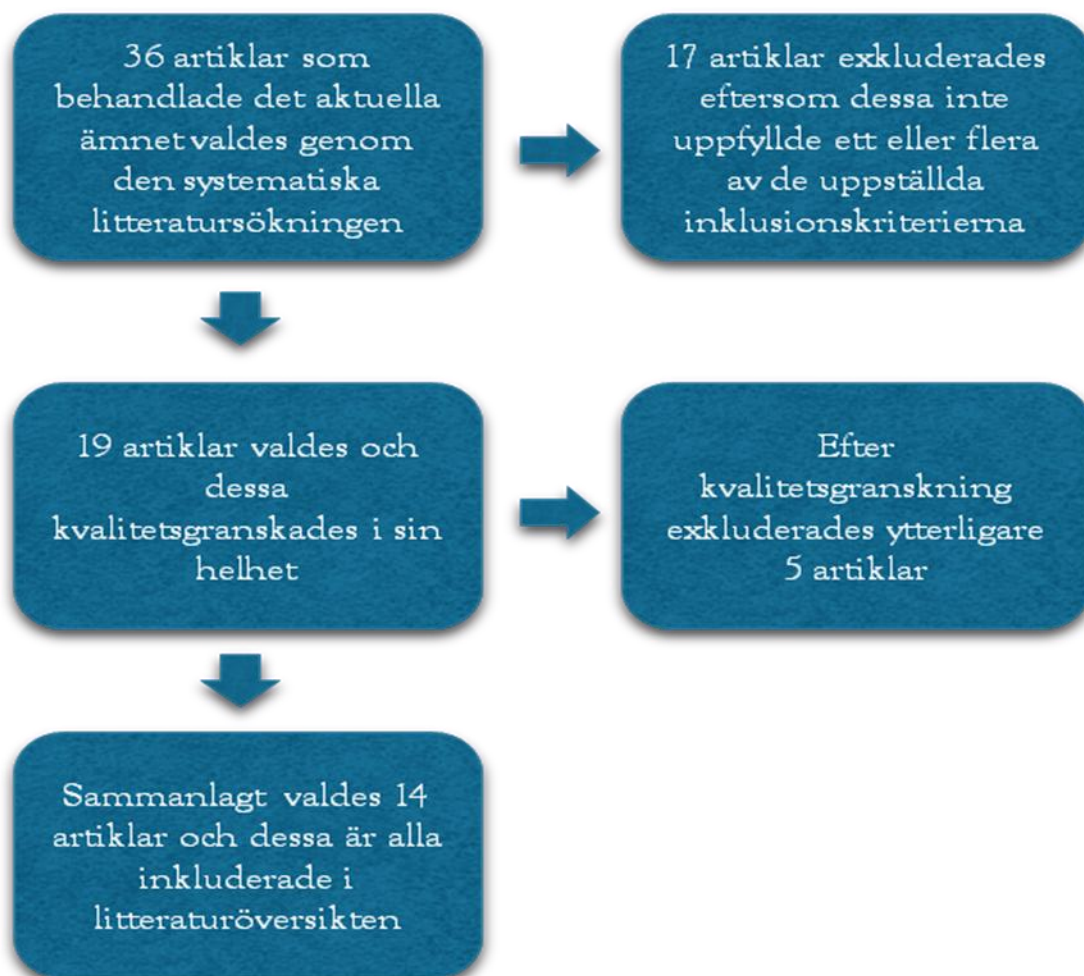 36 artiklar som
behandlade det aktuella
ämnet valdes genom
den systematiska
litteratursökningen
17 artiklar exkluderades
eftersom dessa inte
uppfyllde ett eller flera
av de uppställda
inklusionskriterierna
19 artiklar valdes och
dessa
kvalitetsgranskades i sin
helhet
Efter
kvalitetsgranskning
exkluderades ytterligare
5 artiklar
Sammanlagt valdes 14
artiklar och dessa är alla
inkluderade i
litteraturöversikten